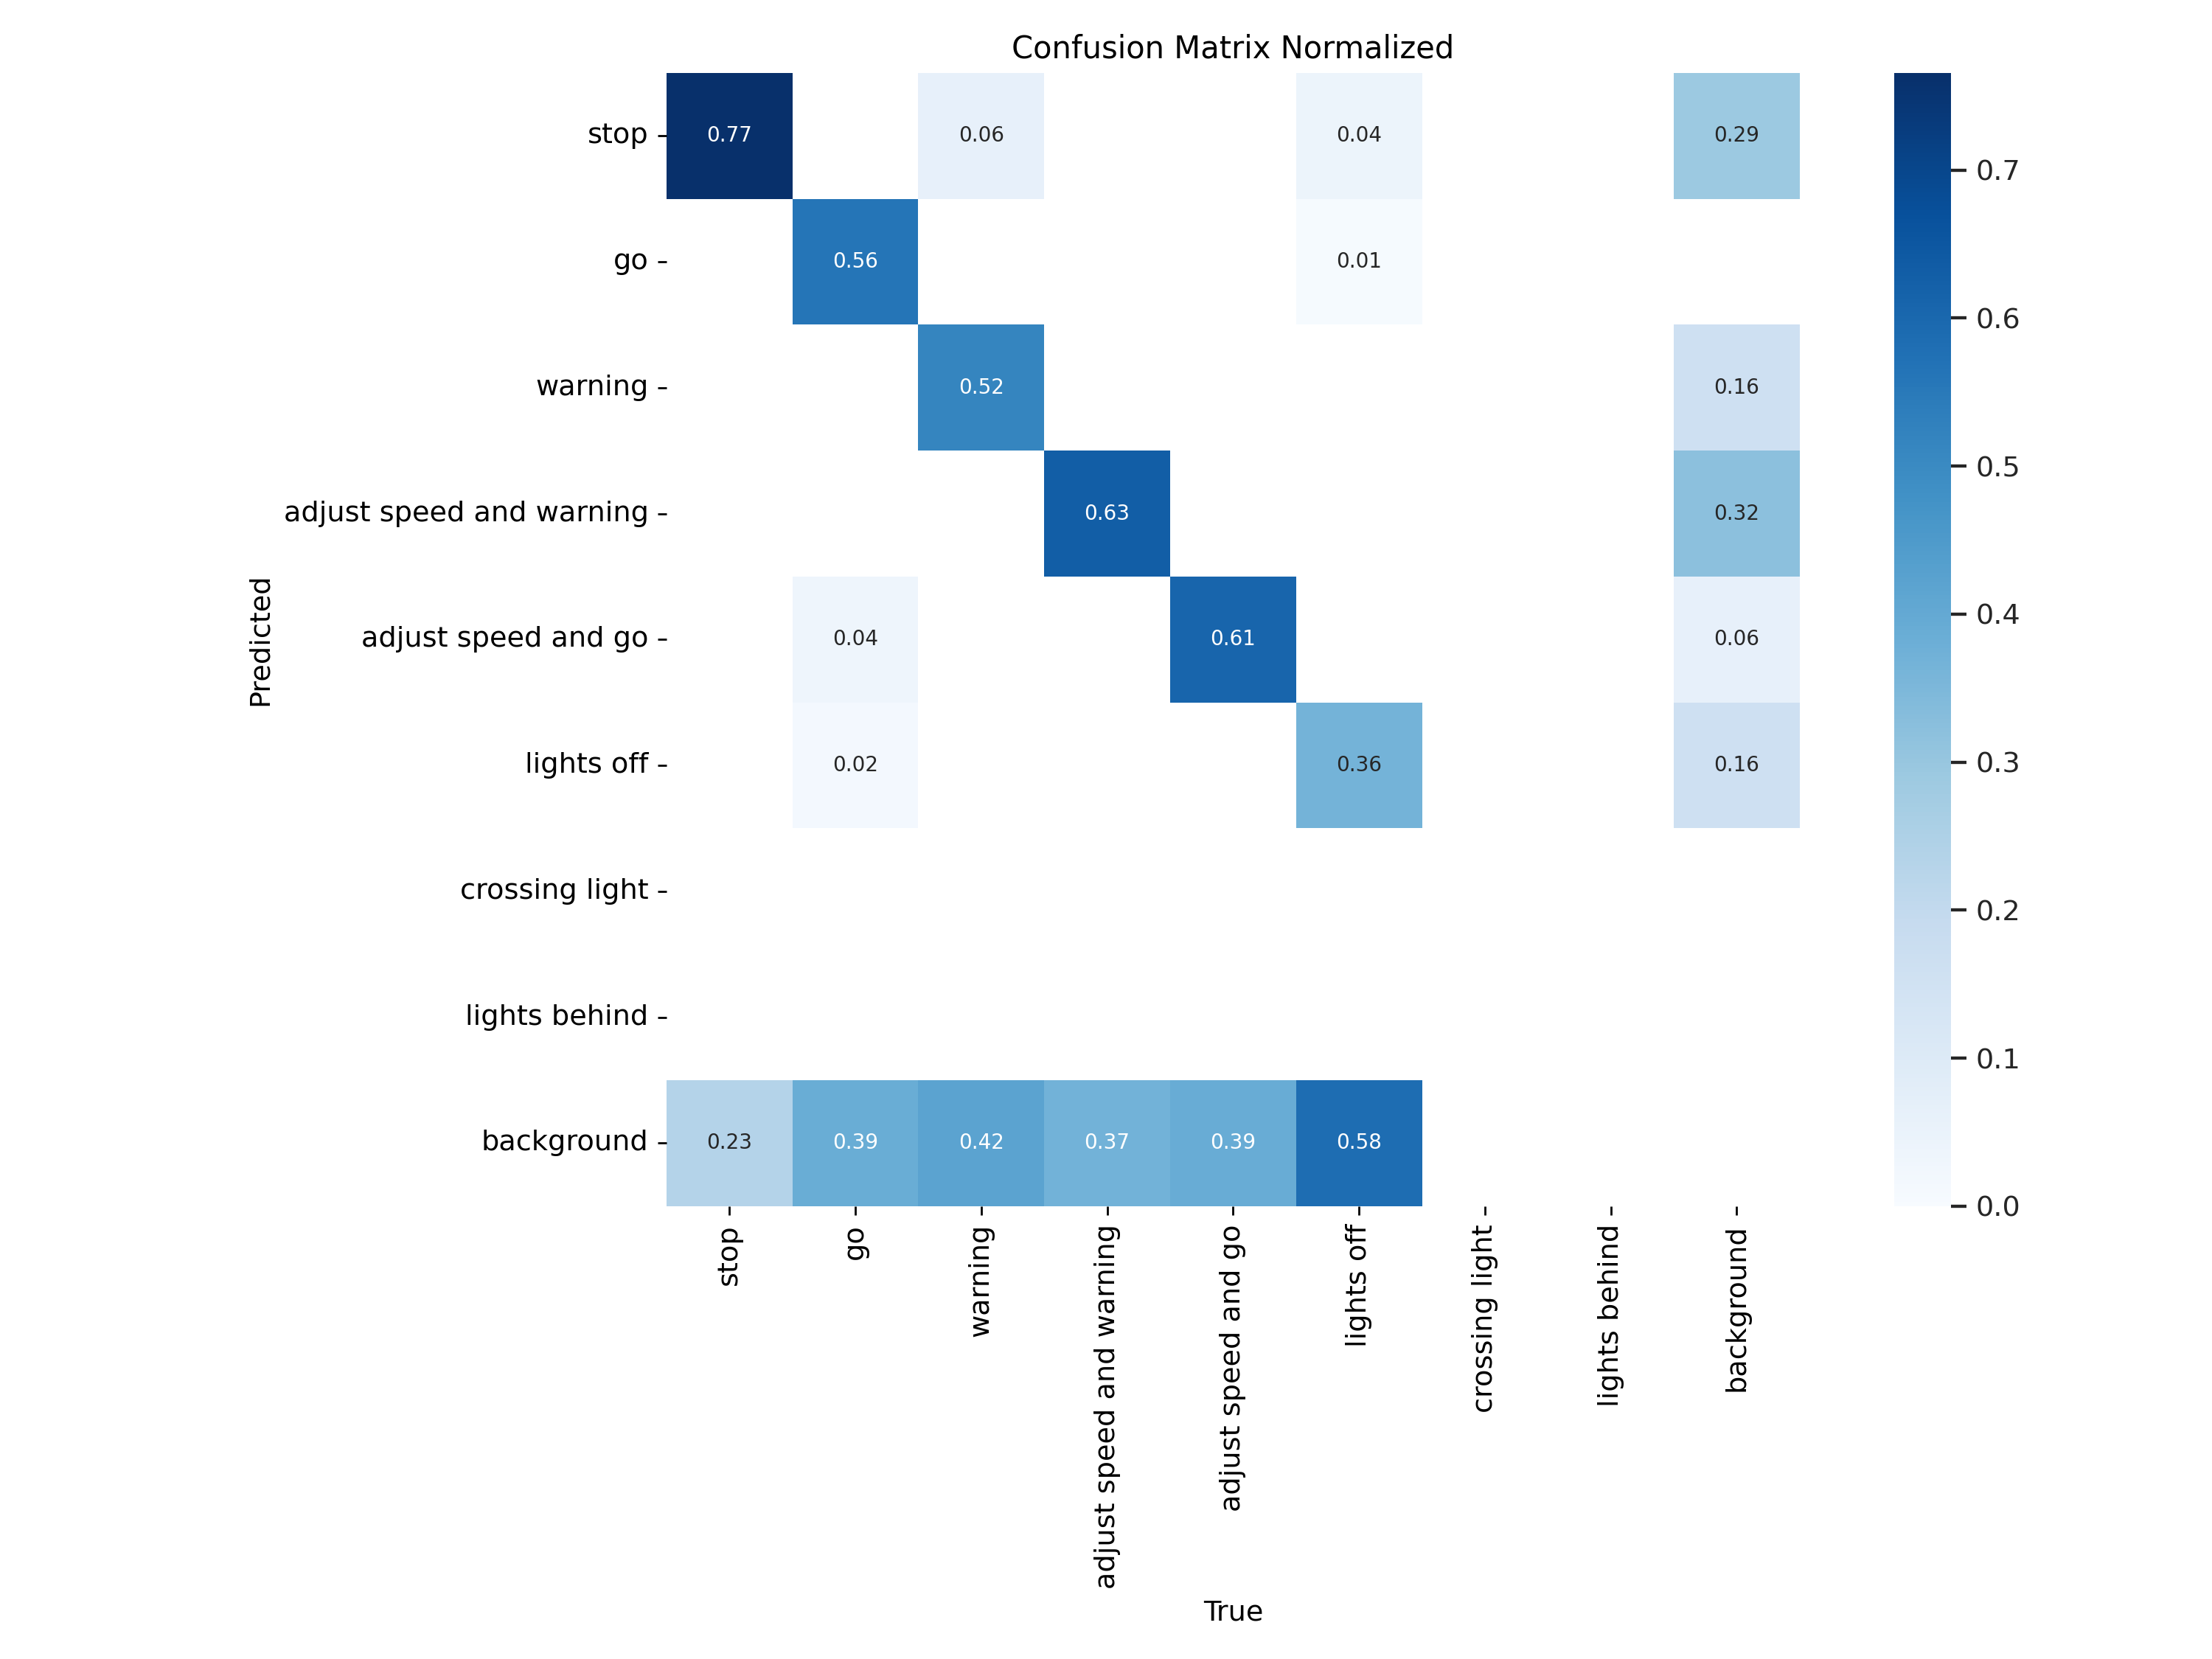 Confusion Matrix Normalized
stop
0.77
0.06
0.04
0.29
go
0.56
0.01
warning
0.52
0.16
adjust speed and warning
0.63
0.32
adjust speed and go
0.04
0.61
0.06
lights off
0.02
0.36
0.16
crossing light
lights behind
background
0.23
0.39
0.42
0.37
0.39
0.58
Predicted
stop
go
warning
adjust speed and warning
adjust speed and go
lights off
crossing light
lights behind
background
True
0.7
0.6
0.5
0.4
0.3
0.2
0.1
0.0